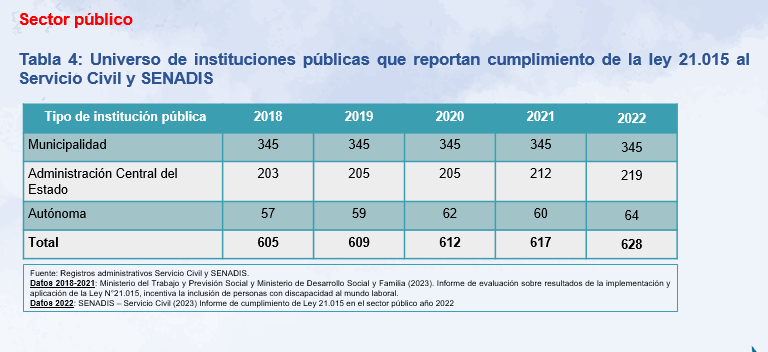 Sector público
Tabla 4: Universo de instituciones públicas que reportan cumplimiento de la ley 21.015 al
Servicio Civil y SENADIS
Tipo de institución pública 2018 2019 2020 2021 2022
Municipalidad 345 345 345 345 345
Administración Central del
Estado 203 205 205 212 219
Autónoma 57 59 62 60 64
Total 605 609 612 617 628
Fuente: Registros administrativos Servicio Civil y SENADIS.
Datos 2018-2021: Ministerio del Trabajo y Previsión Social y Ministerio de Desarrollo Social y Familia (2023). Informe de evaluación sobre resultados de la implementación y
aplicación de la Ley N°21.015, incentiva la inclusión de personas con discapacidad al mundo laboral.
Datos 2022: SENADIS – Servicio Civil (2023) Informe de cumplimiento de Ley 21.015 en el sector público año 2022